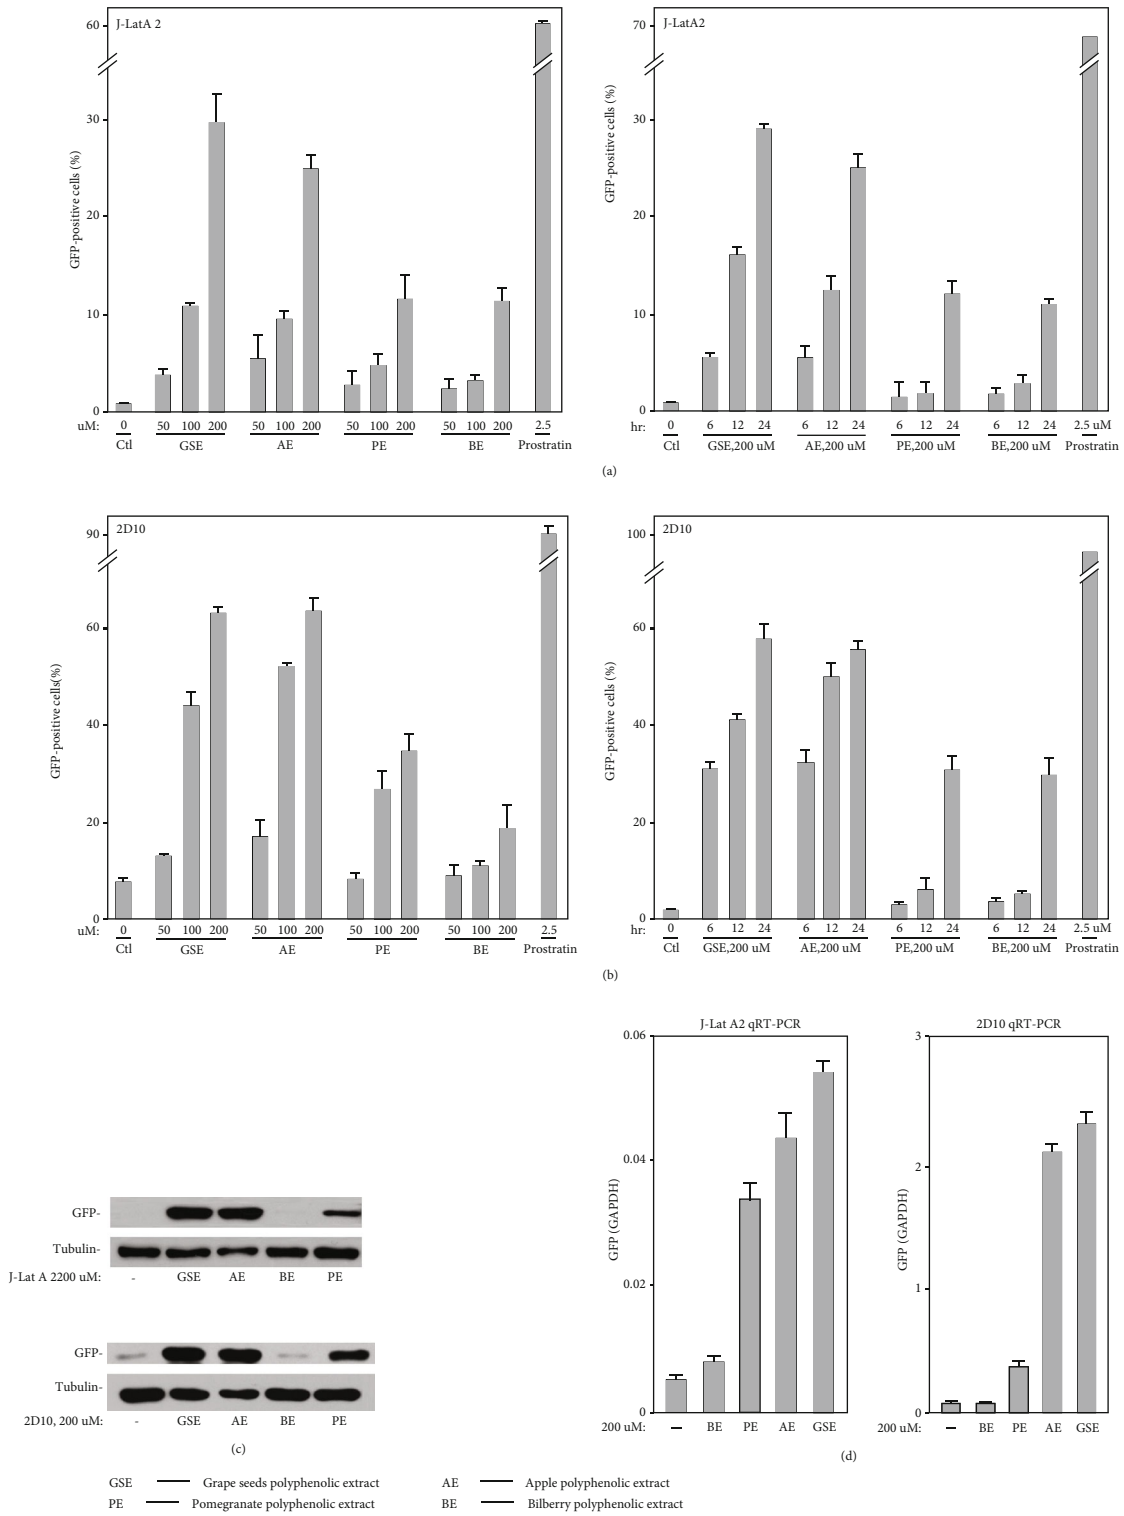 J-LatA 2
60
30
20
10
0
GFP-positive cells (%)
uM: 0 50 100 200 50 100 200 50 100 200 50 100 200 2.5
Ctl GSE AE PE BE Prostratin
J-LatA2
70
30
20
10
0
GFP-positive cells (%)
hr: 0 6 12 24 6 12 24 6 12 24 6 12 24 2.5 uM
Ctl GSE,200 uM AE,200 uM PE,200 uM BE,200 uM Prostratin
(a)
2D10
90
60
40
20
0
GFP-positive cells(%)
uM: 0 50 100 200 50 100 200 50 100 200 50 100 200 2.5
Ctl GSE AE PE BE Prostratin
2D10
100
60
40
20
0
GFP-positive cells (%)
hr: 0 6 12 24 6 12 24 6 12 24 6 12 24 2.5 uM
Ctl GSE,200 uM AE,200 uM PE,200 uM BE,200 uM Prostratin
(b)
GFP-
Tubulin-
J-Lat A 2200 uM: - GSE AE BE PE
GFP-
Tubulin-
2D10, 200 uM: - GSE AE BE PE
(c)
J-Lat A2 qRT-PCR
0.06
0.04
0.02
0
GFP (GAPDH)
200 uM: – BE PE AE GSE
2D10 qRT-PCR
3
2
1
0
GFP (GAPDH)
200 uM: – BE PE AE GSE
(d)
GSE — Grape seeds polyphenolic extract AE — Apple polyphenolic extract
PE — Pomegranate polyphenolic extract BE — Bilberry polyphenolic extract